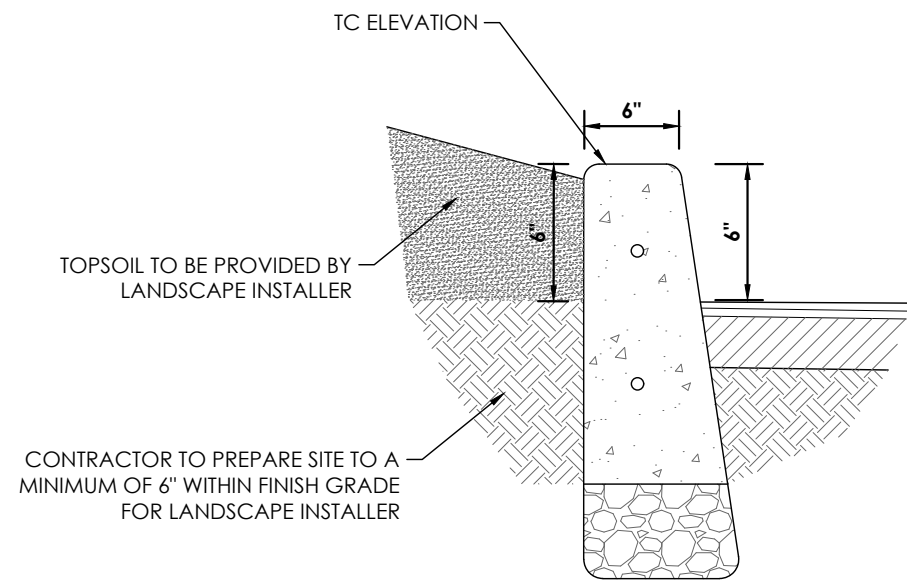 TC ELEVATION
6"
6"
6"
TOPSOIL TO BE PROVIDED BY
LANDSCAPE INSTALLER
CONTRACTOR TO PREPARE SITE TO A
MINIMUM OF 6" WITHIN FINISH GRADE
FOR LANDSCAPE INSTALLER